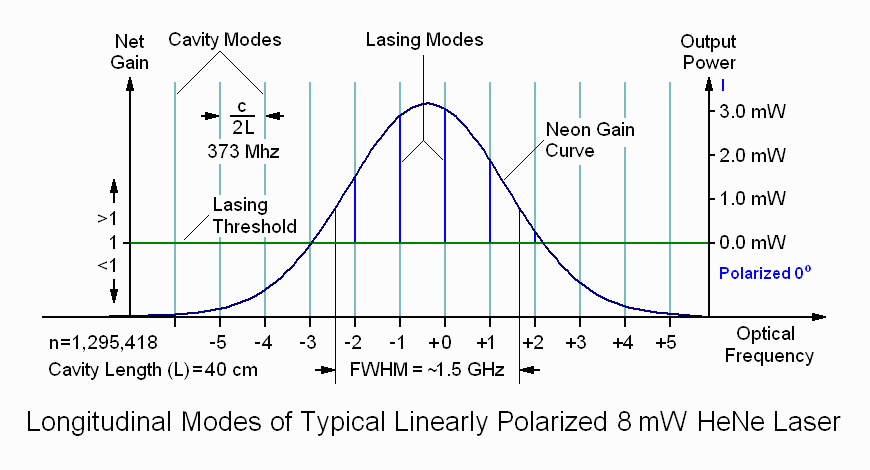 Net
Gain
Cavity Modes
Lasing Modes
Output
Power
I
c
2L
373 Mhz
Neon Gain
Curve
3.0 mW
2.0 mW
1.0 mW
0.0 mW
Lasing
Threshold
>1
1
<1
Polarized 0°
n=1,295,418
-5 -4 -3 -2 -1 +0 +1 +2 +3 +4 +5
Optical
Frequency
Cavity Length (L)=40 cm
FWHM = ~1.5 GHz
Longitudinal Modes of Typical Linearly Polarized 8 mW HeNe Laser